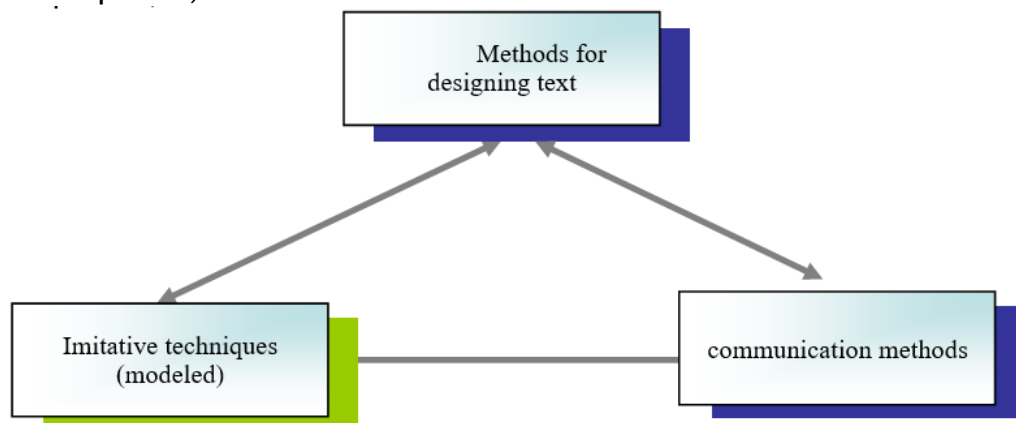 Methods for
designing text
Imitative techniques
(modeled)
communication methods